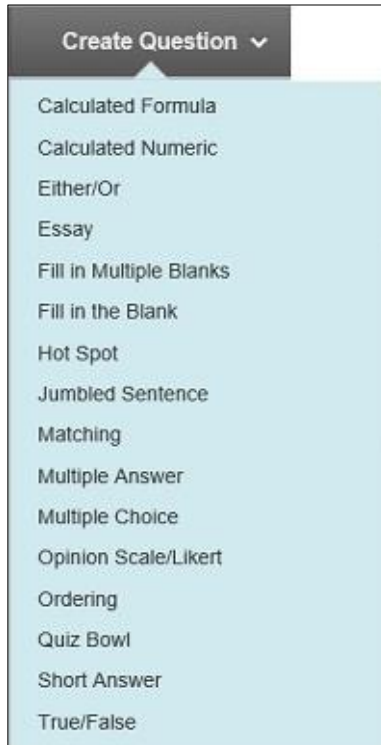 Create Question
Calculated Formula
Calculated Numeric
Either/Or
Essay
Fill in Multiple Blanks
Fill in the Blank
Hot Spot
Jumbled Sentence
Matching
Multiple Answer
Multiple Choice
Opinion Scale/Likert
Ordering
Quiz Bowl
Short Answer
True/False